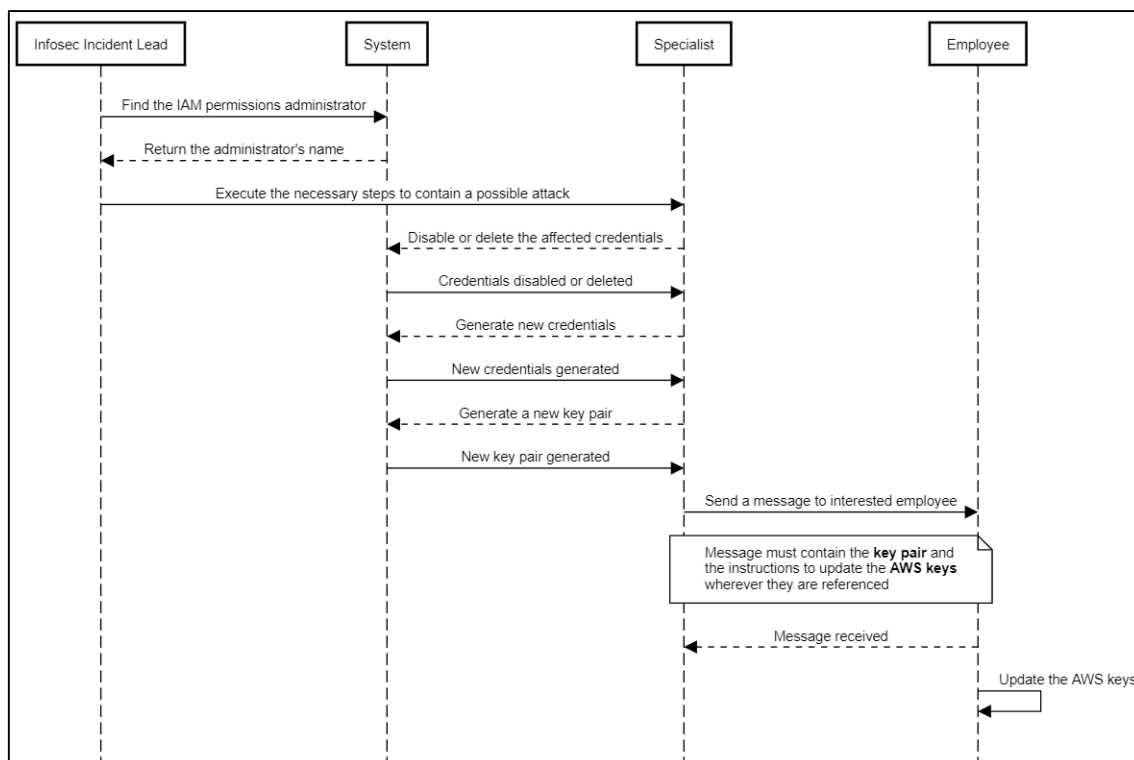 Infosec Incident Lead
System
Specialist
Employee
Find the IAM permissions administrator
Return the administrator's name
Execute the necessary steps to contain a possible attack
Disable or delete the affected credentials
Credentials disabled or deleted
Generate new credentials
New credentials generated
Generate a new key pair
New key pair generated
Send a message to interested employee
Message must contain the key pair and
the instructions to update the AWS keys
wherever they are referenced
Message received
Update the AWS keys